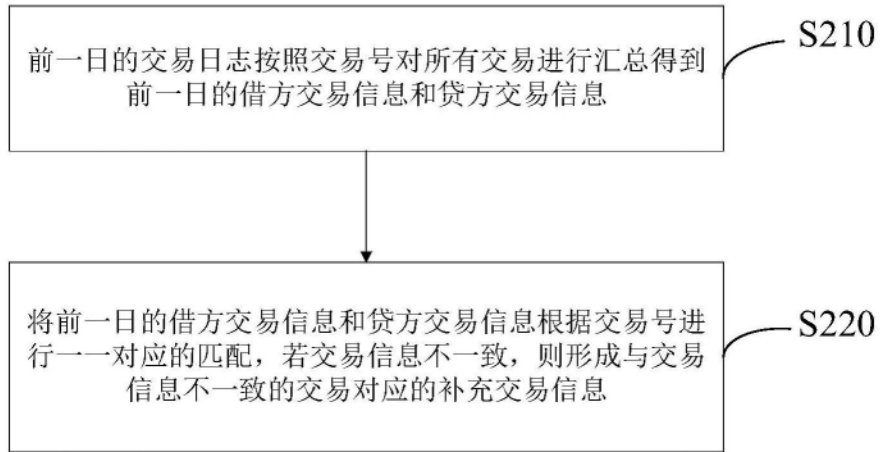 S210
前一日的交易日志按照交易号对所有交易进行汇总得到
前一日的借方交易信息和贷方交易信息
S220
将前一日的借方交易信息和贷方交易信息根据交易号进
行一一对应的匹配，若交易信息不一致，则形成与交易
信息不一致的交易对应的补充交易信息